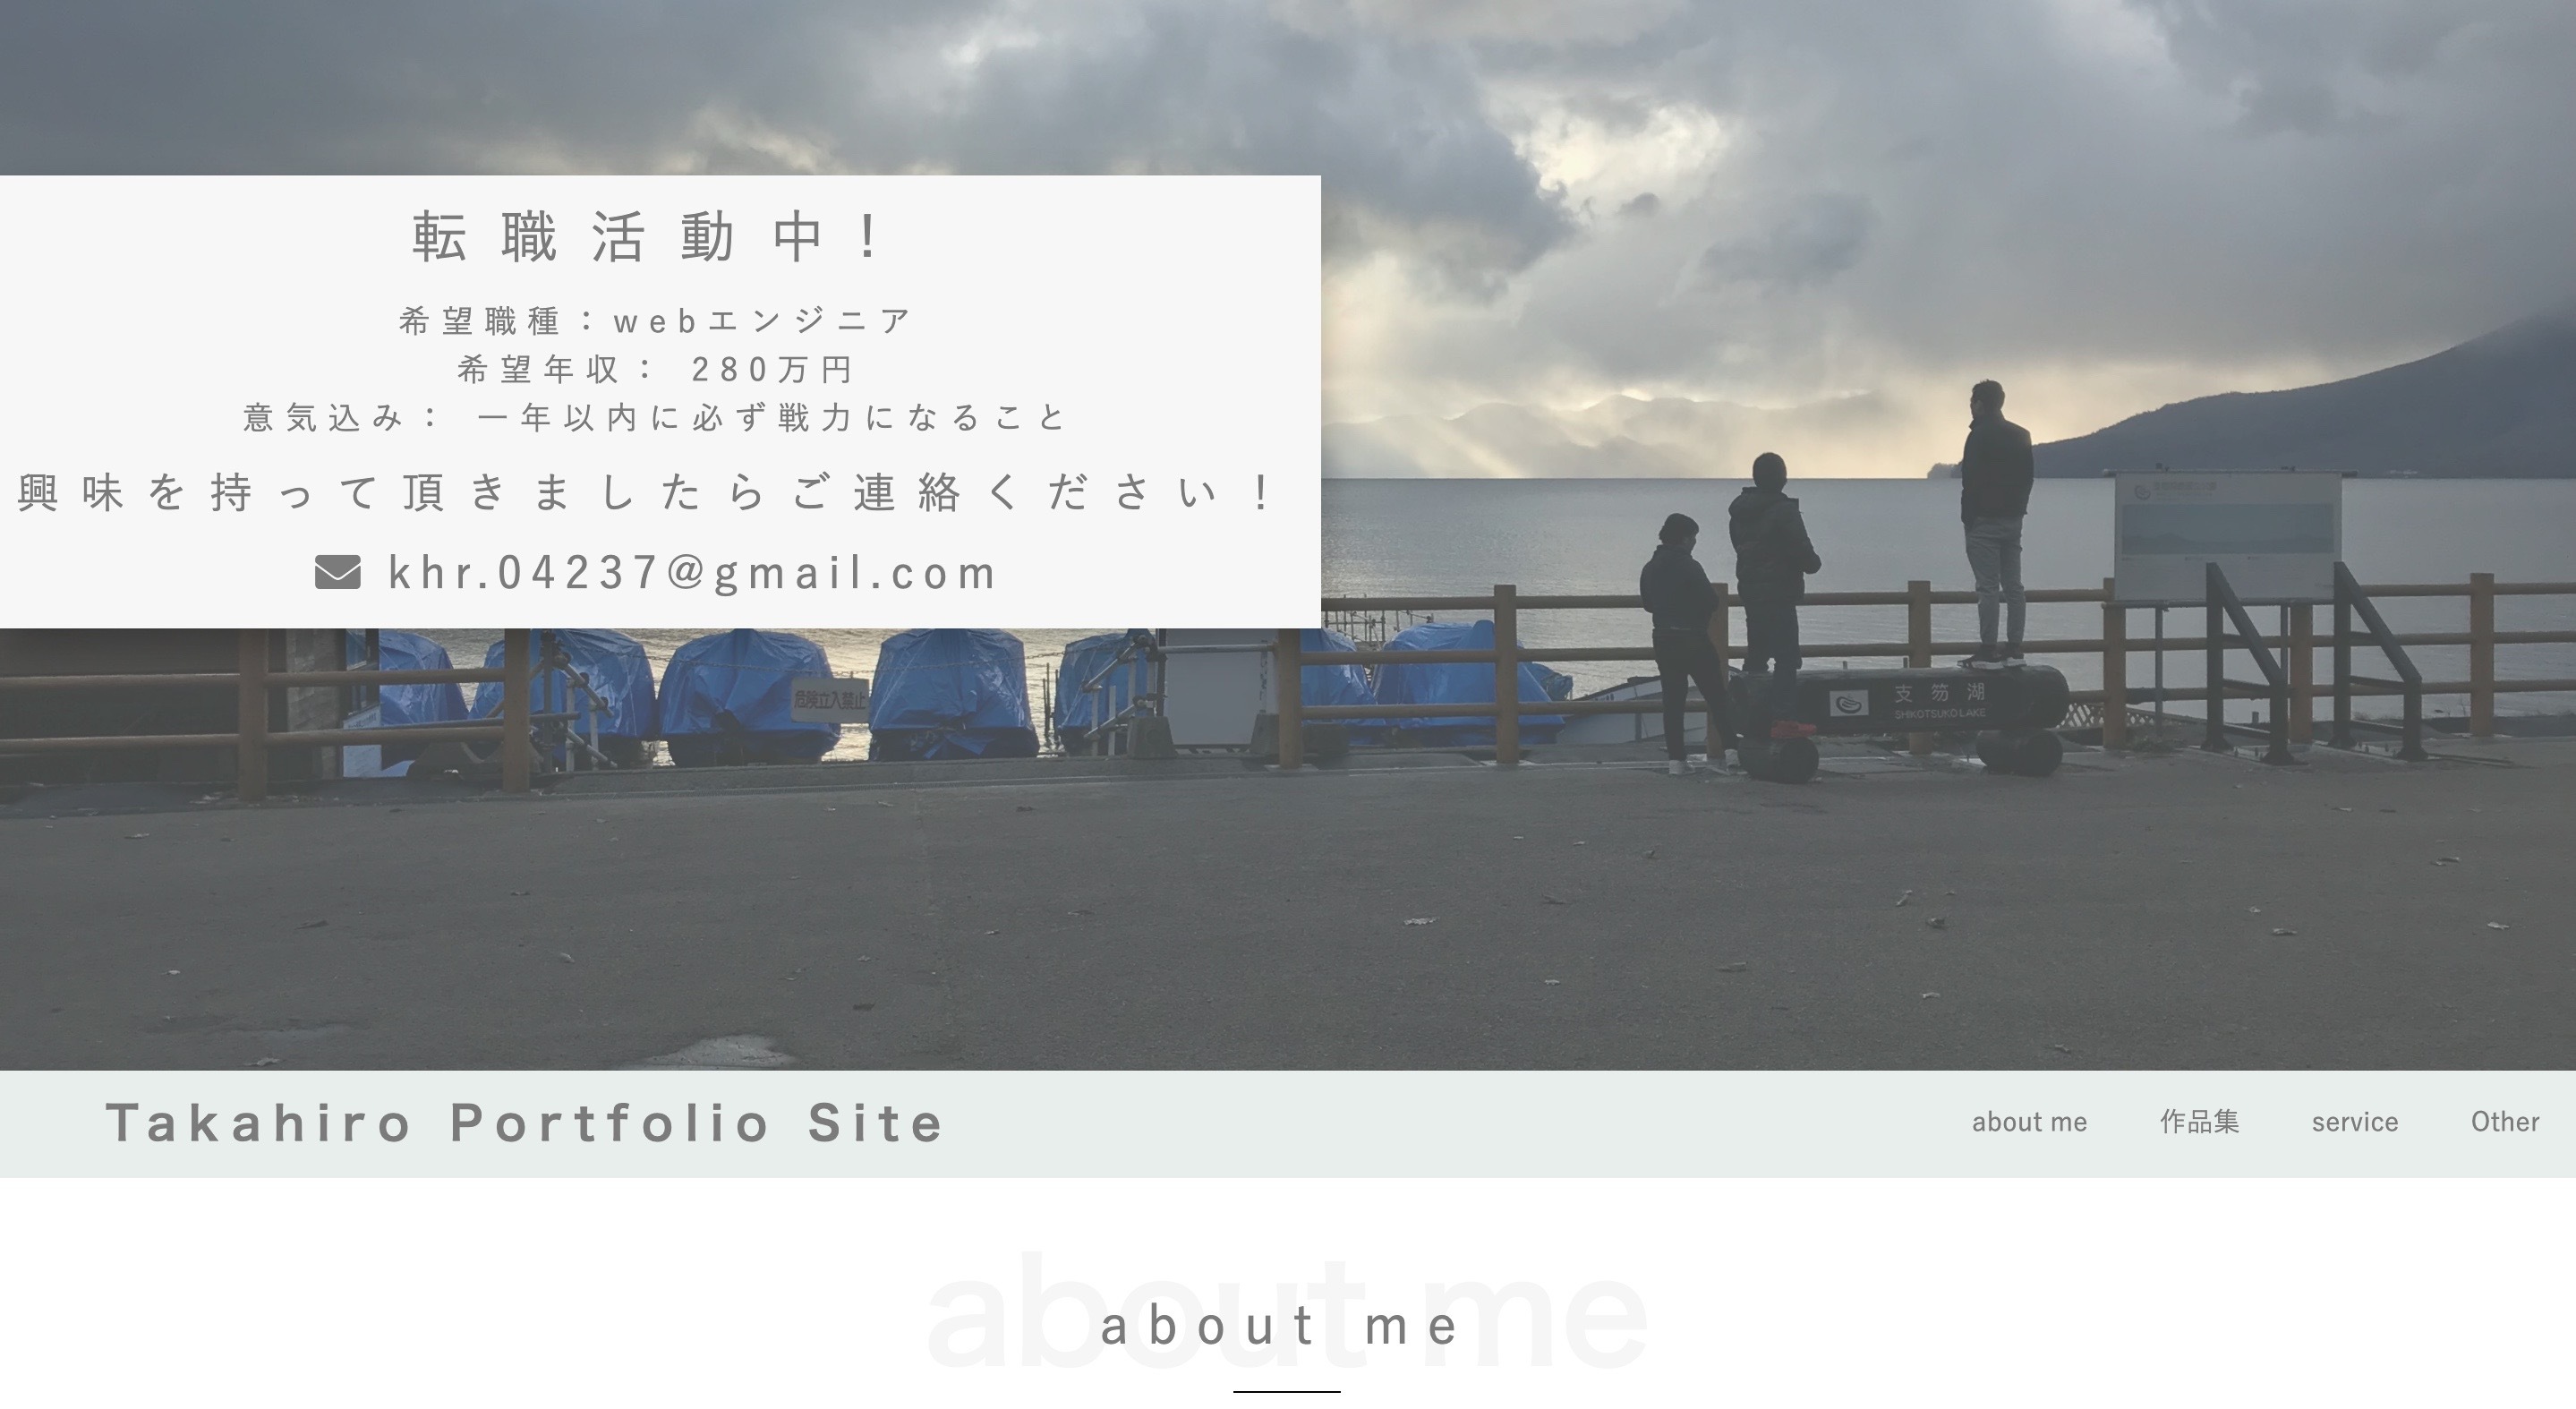 転職活動中!
希望職種：webエンジニア
希望年収： 280万円
意気込み： 一年以内に必ず戦力になること
興味を持って頂きましたらご連絡ください！
khr.04237@gmail.com
危険立入禁止
支笏湖
SHIKOTSUKO LAKE
Takahiro Portfolio Site
about me
作品集
service
Other
about me
about me